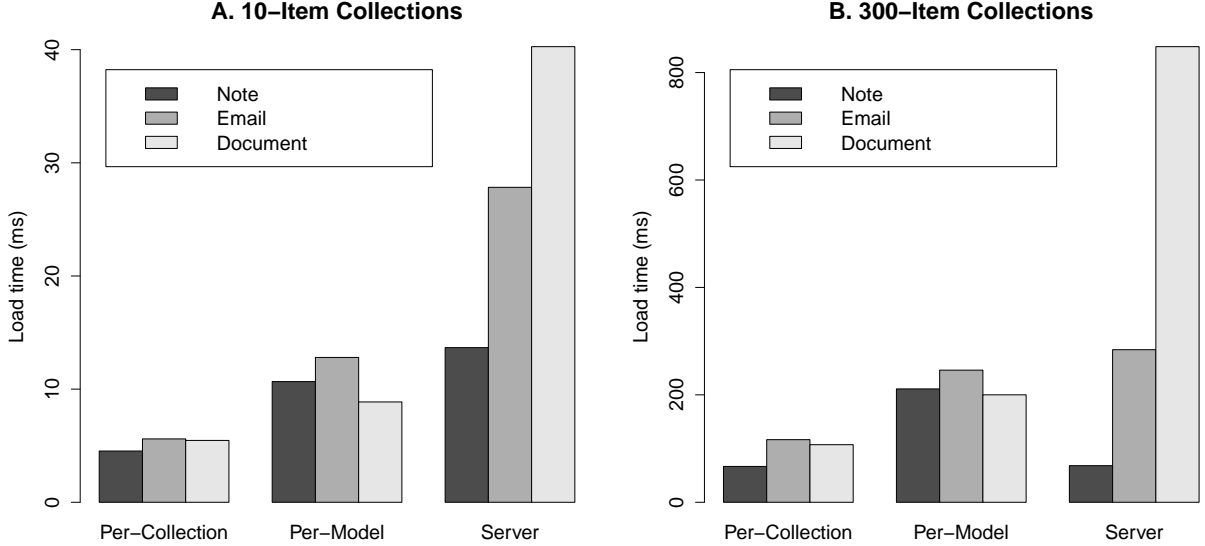 A. 10−Item Collections
Load time (ms)
0
10
20
30
40
Note
Email
Document
Per−Collection
Per−Model
Server
B. 300−Item Collections
Load time (ms)
0
200
400
600
800
Note
Email
Document
Per−Collection
Per−Model
Server